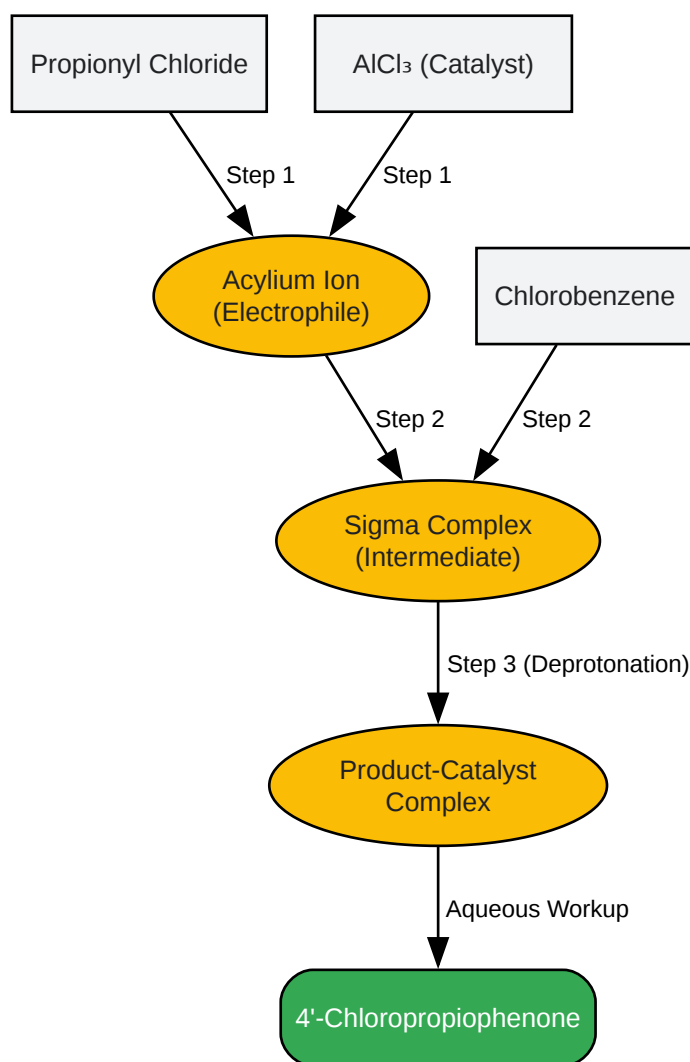 Propionyl Chloride
AlCl₃ (Catalyst)
Step 1
Step 1
Acylium Ion
(Electrophile)
Chlorobenzene
Step 2
Step 2
Sigma Complex
(Intermediate)
Step 3 (Deprotonation)
Product-Catalyst
Complex
Aqueous Workup
4'-Chloropropiophenone